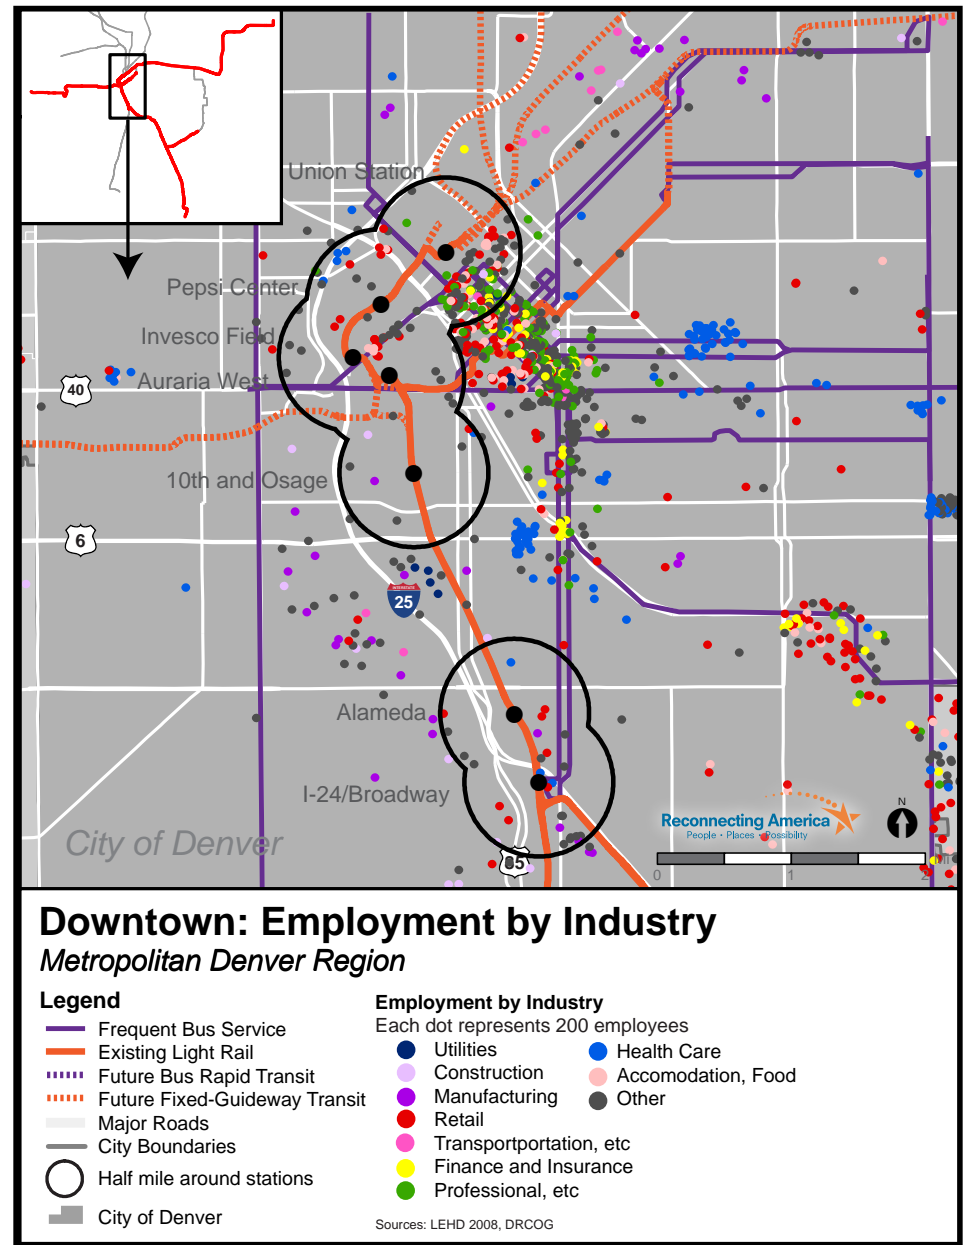 Union Station
Pepsi Center
Invesco Field
Auraria West
40
10th and Osage
6
INTERSTATE
25
Alameda
I-24/Broadway
City of Denver
85
Reconnecting America
People • Places • Possibility
N
0 1 2
Downtown: Employment by Industry
Metropolitan Denver Region
Legend
Frequent Bus Service
Existing Light Rail
Future Bus Rapid Transit
Future Fixed-Guideway Transit
Major Roads
City Boundaries
Half mile around stations
City of Denver
Employment by Industry
Each dot represents 200 employees
Utilities
Construction
Manufacturing
Retail
Transportportation, etc
Finance and Insurance
Professional, etc
Health Care
Accomodation, Food
Other
Sources: LEHD 2008, DRCOG